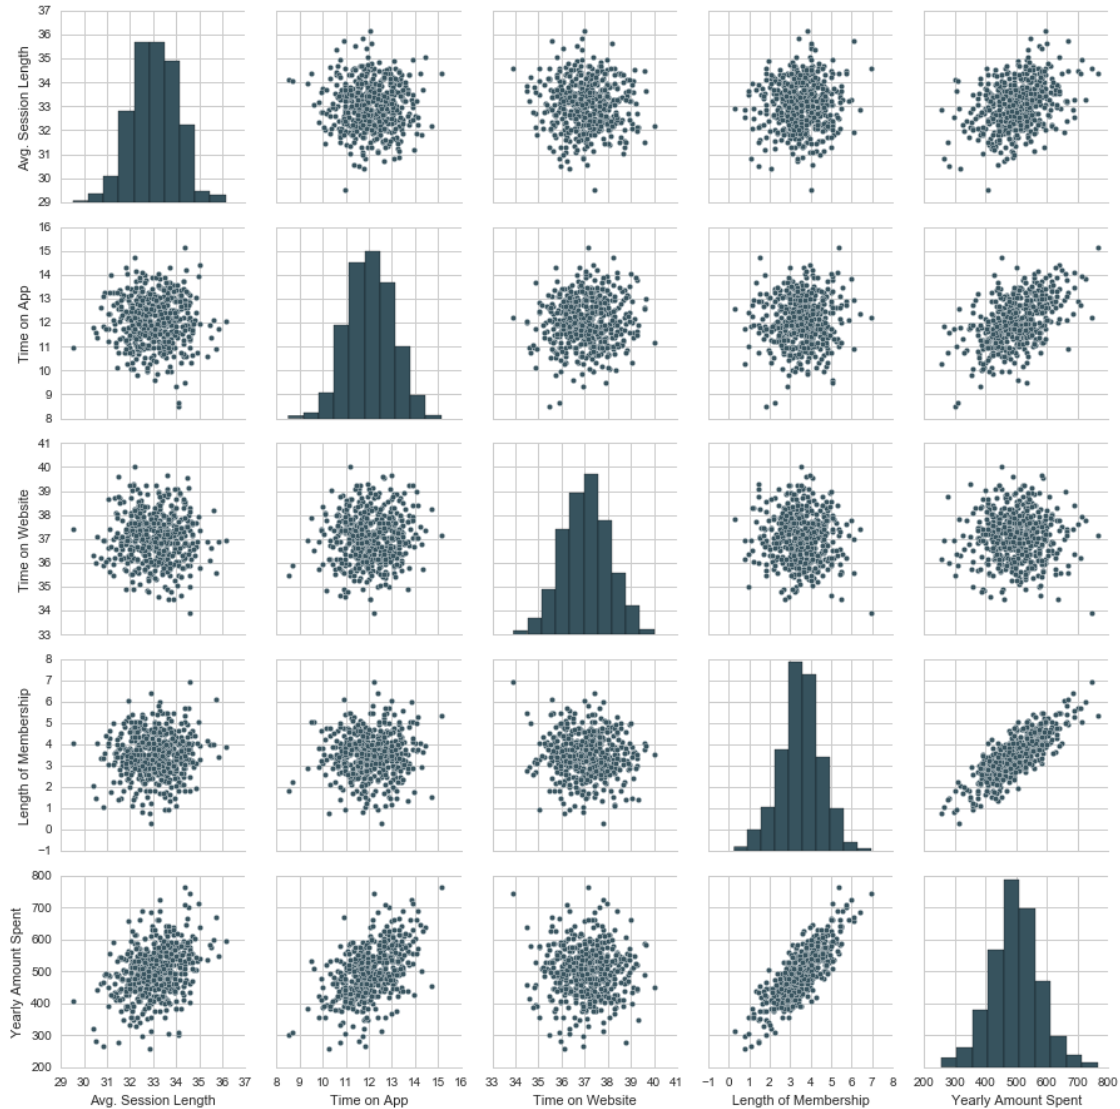 37
36
35
34
33
32
31
30
29
Avg. Session Length
16
15
14
13
12
11
10
9
8
Time on App
41
40
39
38
37
36
35
34
33
Time on Website
8
7
6
5
4
3
2
1
0
−1
Length of Membership
800
700
600
500
400
300
200
Yearly Amount Spent
29 30 31 32 33 34 35 36 37
8 9 10 11 12 13 14 15 16
33 34 35 36 37 38 39 40 41
−1 0 1 2 3 4 5 6 7 8
200 300 400 500 600 700 800
Avg. Session Length
Time on App
Time on Website
Length of Membership
Yearly Amount Spent